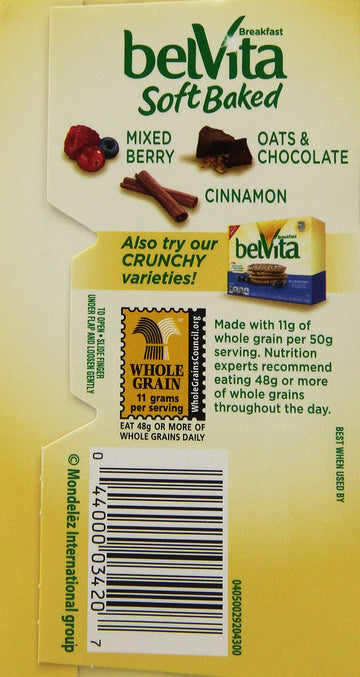 Breakfast
belVita
Soft Baked
MIXED
BERRY
OATS &
CHOCOLATE
CINNAMON
Also try our
CRUNCHY
varieties!
Breakfast
belVita
BLUEBERRY
TO OPEN • SLIDE FINGER
UNDER FLAP AND LOOSEN GENTLY
WHOLE
GRAIN
11 grams
per serving
WholeGrainsCouncil.org
EAT 48g OR MORE OF
WHOLE GRAINS DAILY
Made with 11g of
whole grain per 50g
serving. Nutrition
experts recommend
eating 48g or more
of whole grains
throughout the day.
BEST WHEN USED BY
© Mondelēz International group
0 44000 03420 7
04050029204300